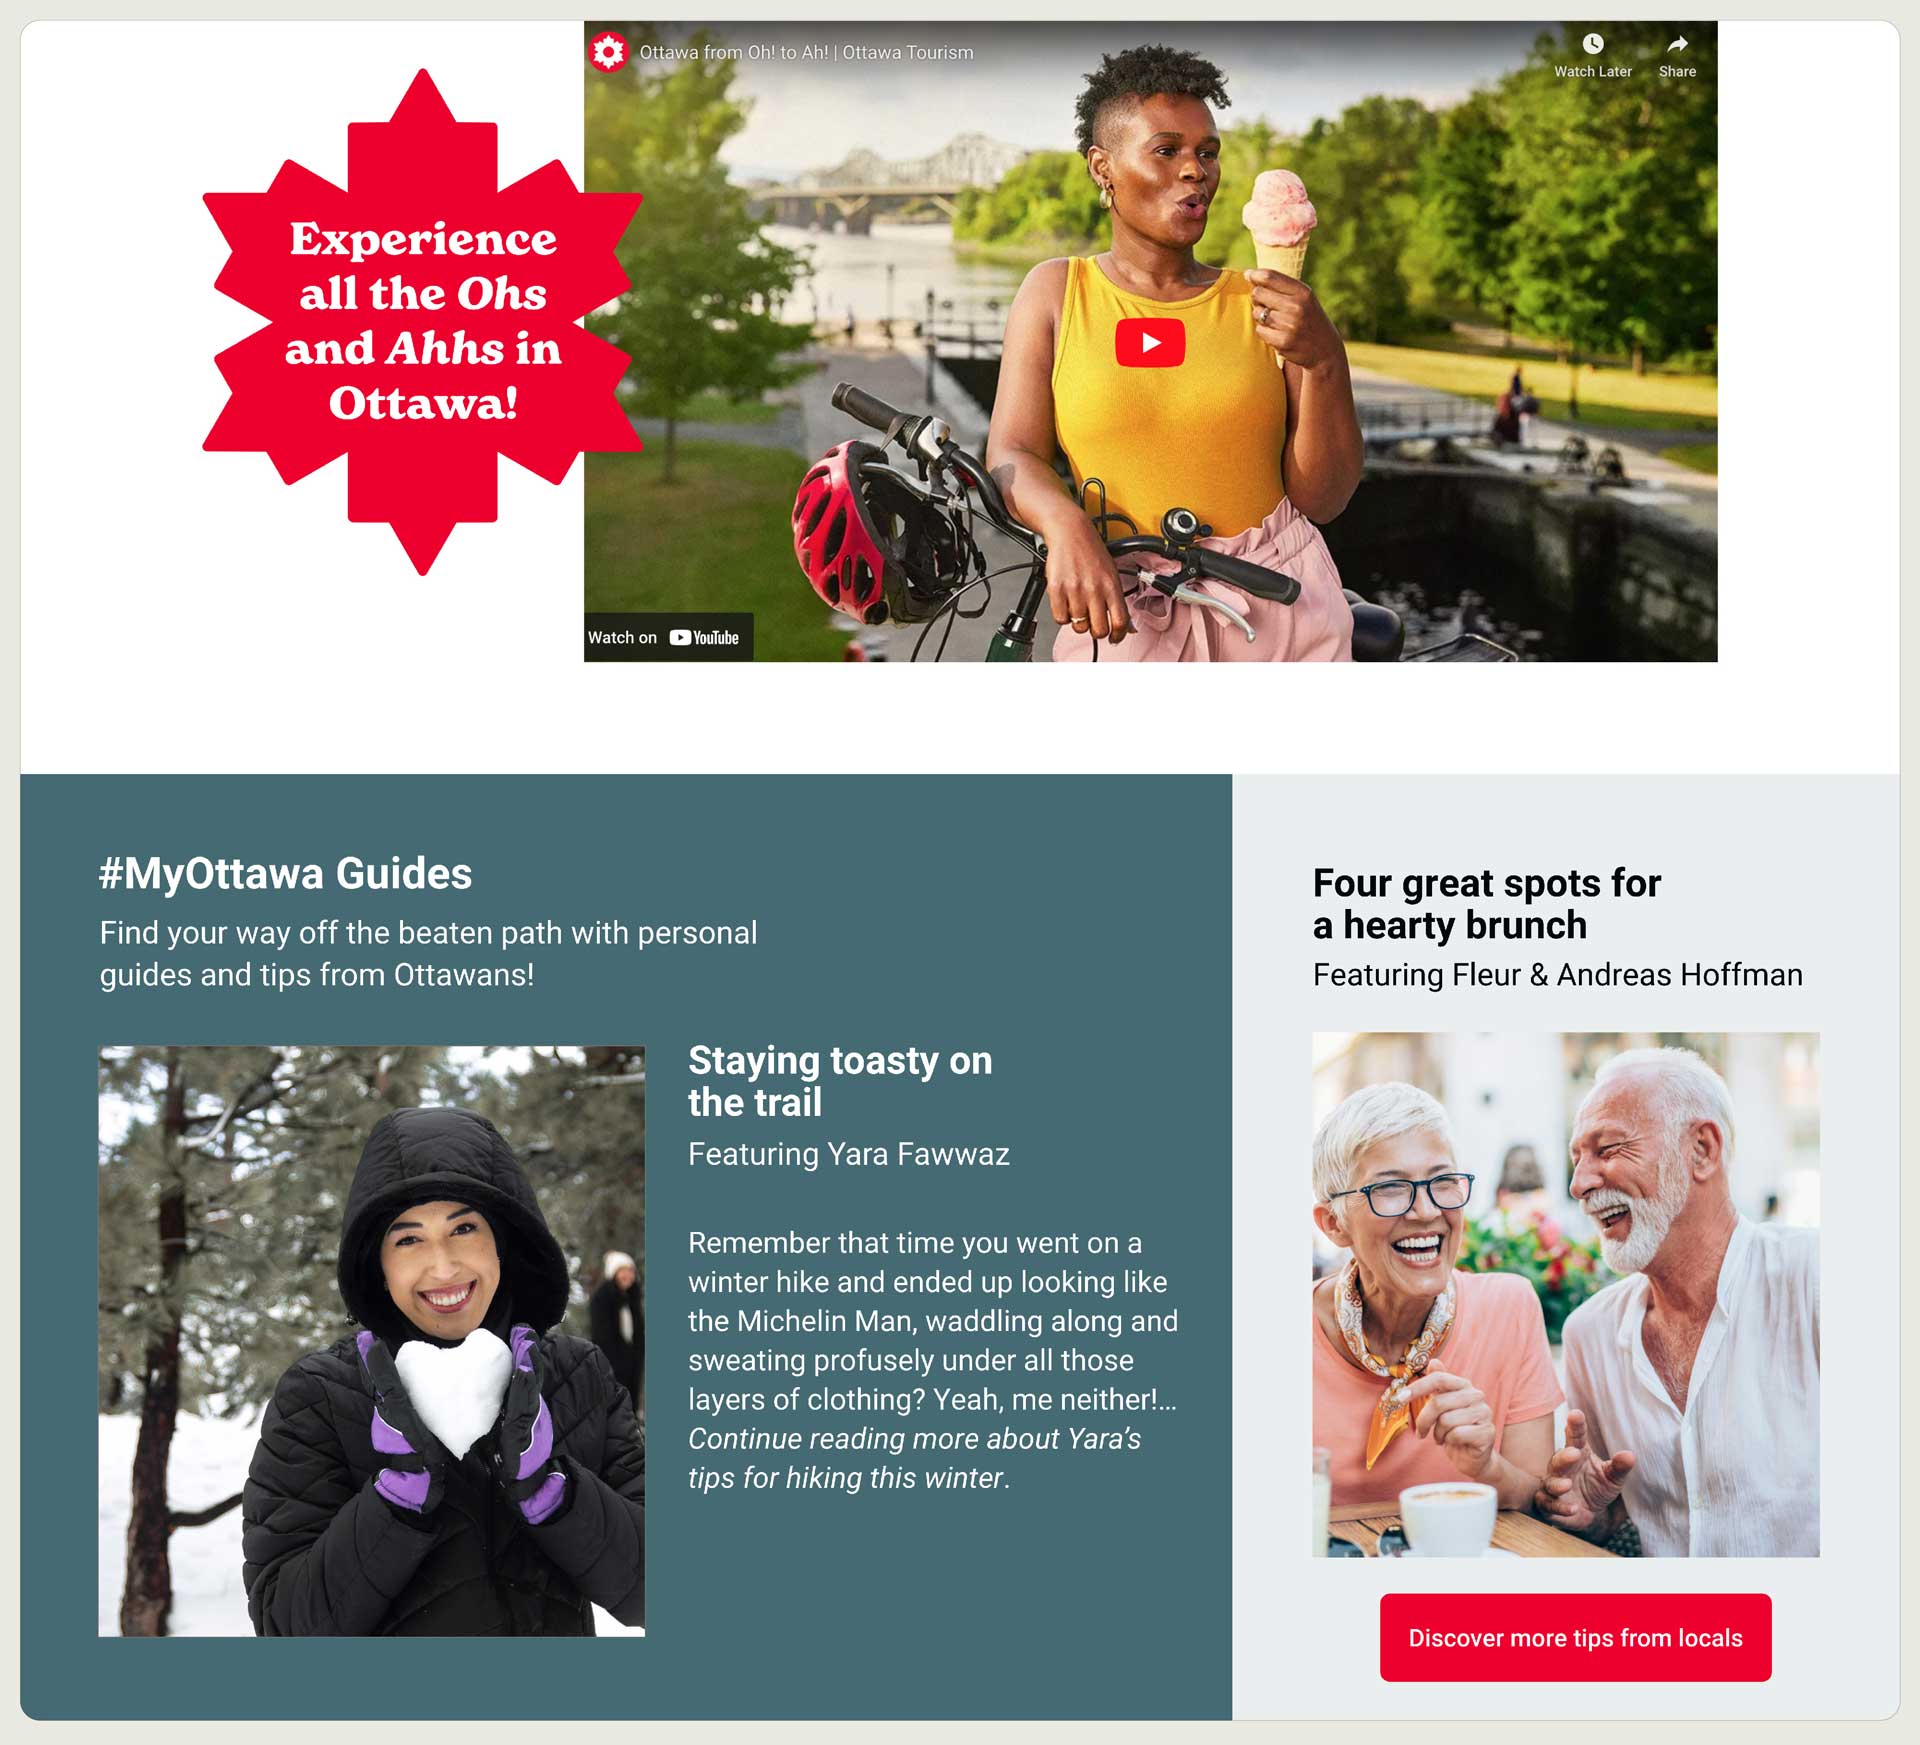 Experience
all the Ohs
and Ahhs in
Ottawa!
Ottawa from Oh! to Ah! | Ottawa Tourism
Watch Later
Share
Watch on YouTube
#MyOttawa Guides
Find your way off the beaten path with personal
guides and tips from Ottawans!
Staying toasty on
the trail
Featuring Yara Fawwaz
Remember that time you went on a
winter hike and ended up looking like
the Michelin Man, waddling along and
sweating profusely under all those
layers of clothing? Yeah, me neither!...
Continue reading more about Yara’s
tips for hiking this winter.
Four great spots for
a hearty brunch
Featuring Fleur & Andreas Hoffman
Discover more tips from locals